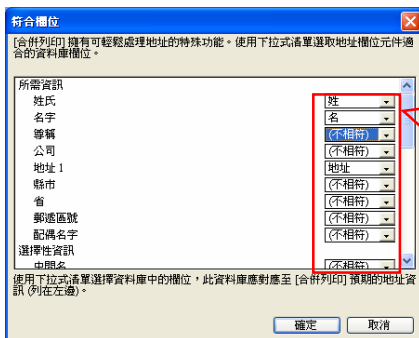 符合欄位
[合併列印] 擁有可輕鬆處理地址的特殊功能。使用下拉式清單選取地址欄位元件適
合的資料庫欄位。
所需資訊
姓氏 姓
名字 名
尊稱 (不相符)
公司 (不相符)
地址 1 地址
縣市 (不相符)
省 (不相符)
郵遞區號 (不相符)
配偶名字 (不相符)
選擇性資訊
中間名 (不相符)
使用下拉式清單選擇資料庫中的欄位，此資料庫應對應至 [合併列印] 預期的地址資
訊 (列在左邊)。
確定 取消